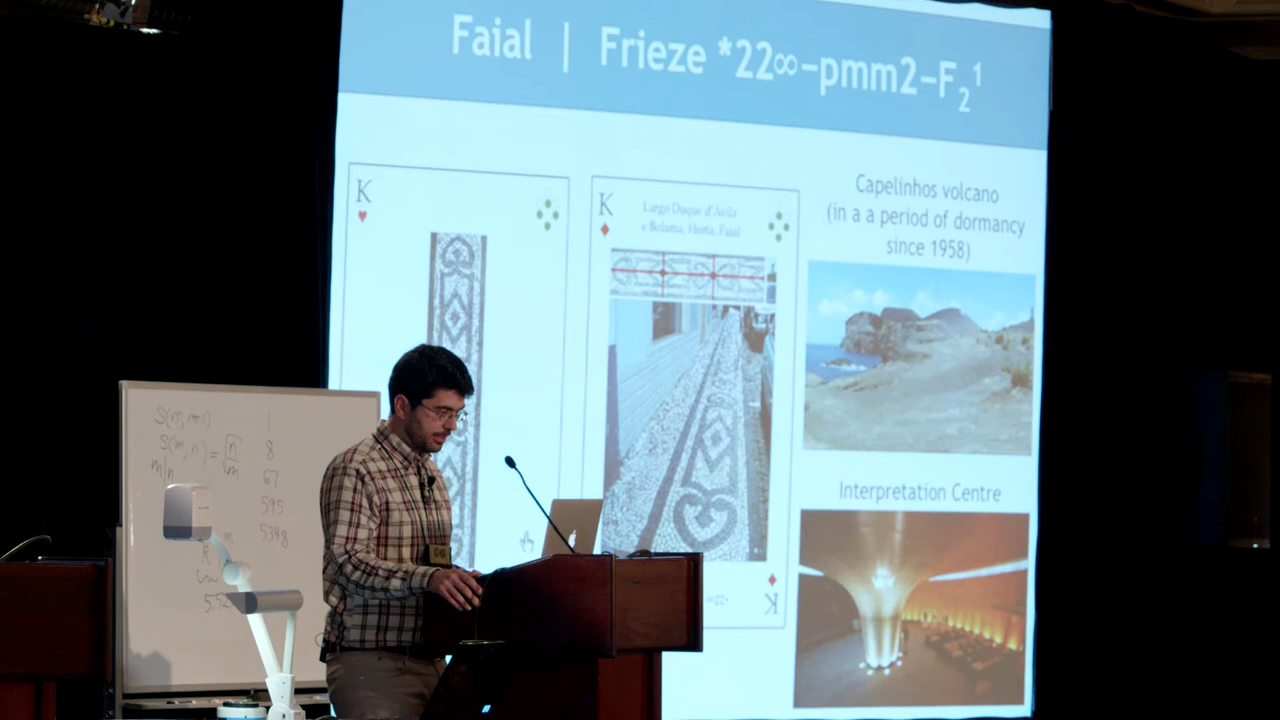 Faial | Frieze *22∞–pmm2–F₂¹
K
K
Largo Duque d'Ávila
e Bolama, Horta, Faial
Capelinhos volcano
(in a a period of dormancy
since 1958)
Interpretation Centre
K
S(m,n+1)
S(m,n) = √n/√m
m|n
1
8
67
595
5348